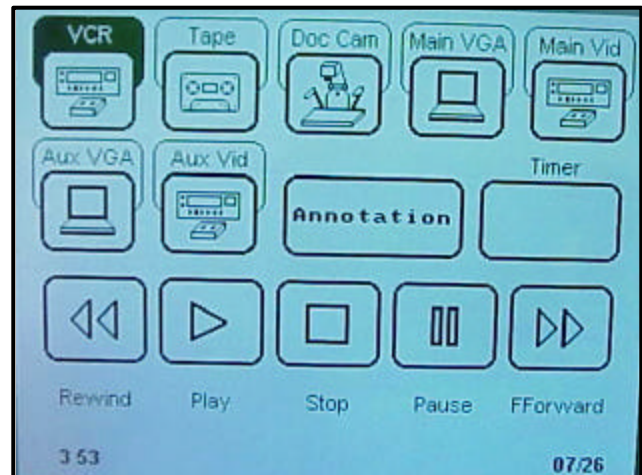 VCR Tape Doc Cam Main VGA Main Vid
Aux VGA Aux Vid Timer
Annotation
Rewind Play Stop Pause FForward
3 53 07/26